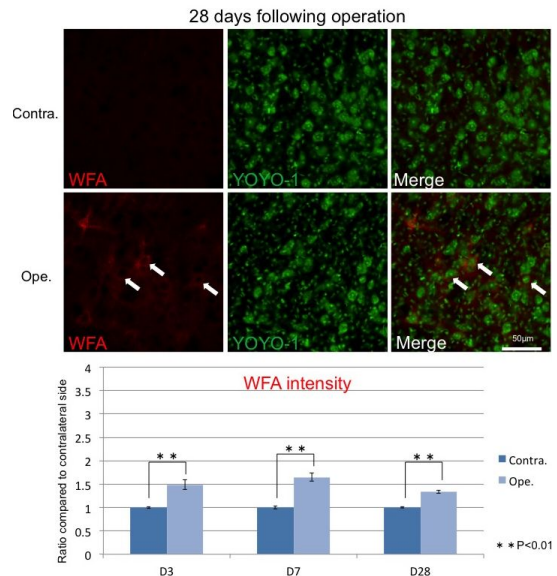 28 days following operation
Contra.
WFA
YOYO-1
Merge
Ope.
WFA
YOYO-1
Merge
50μm
WFA intensity
Ratio compared to contralateral side
4
3.5
3
2.5
2
1.5
1
0.5
0
* *
* *
* *
D3
D7
D28
Contra.
Ope.
* *P<0.01